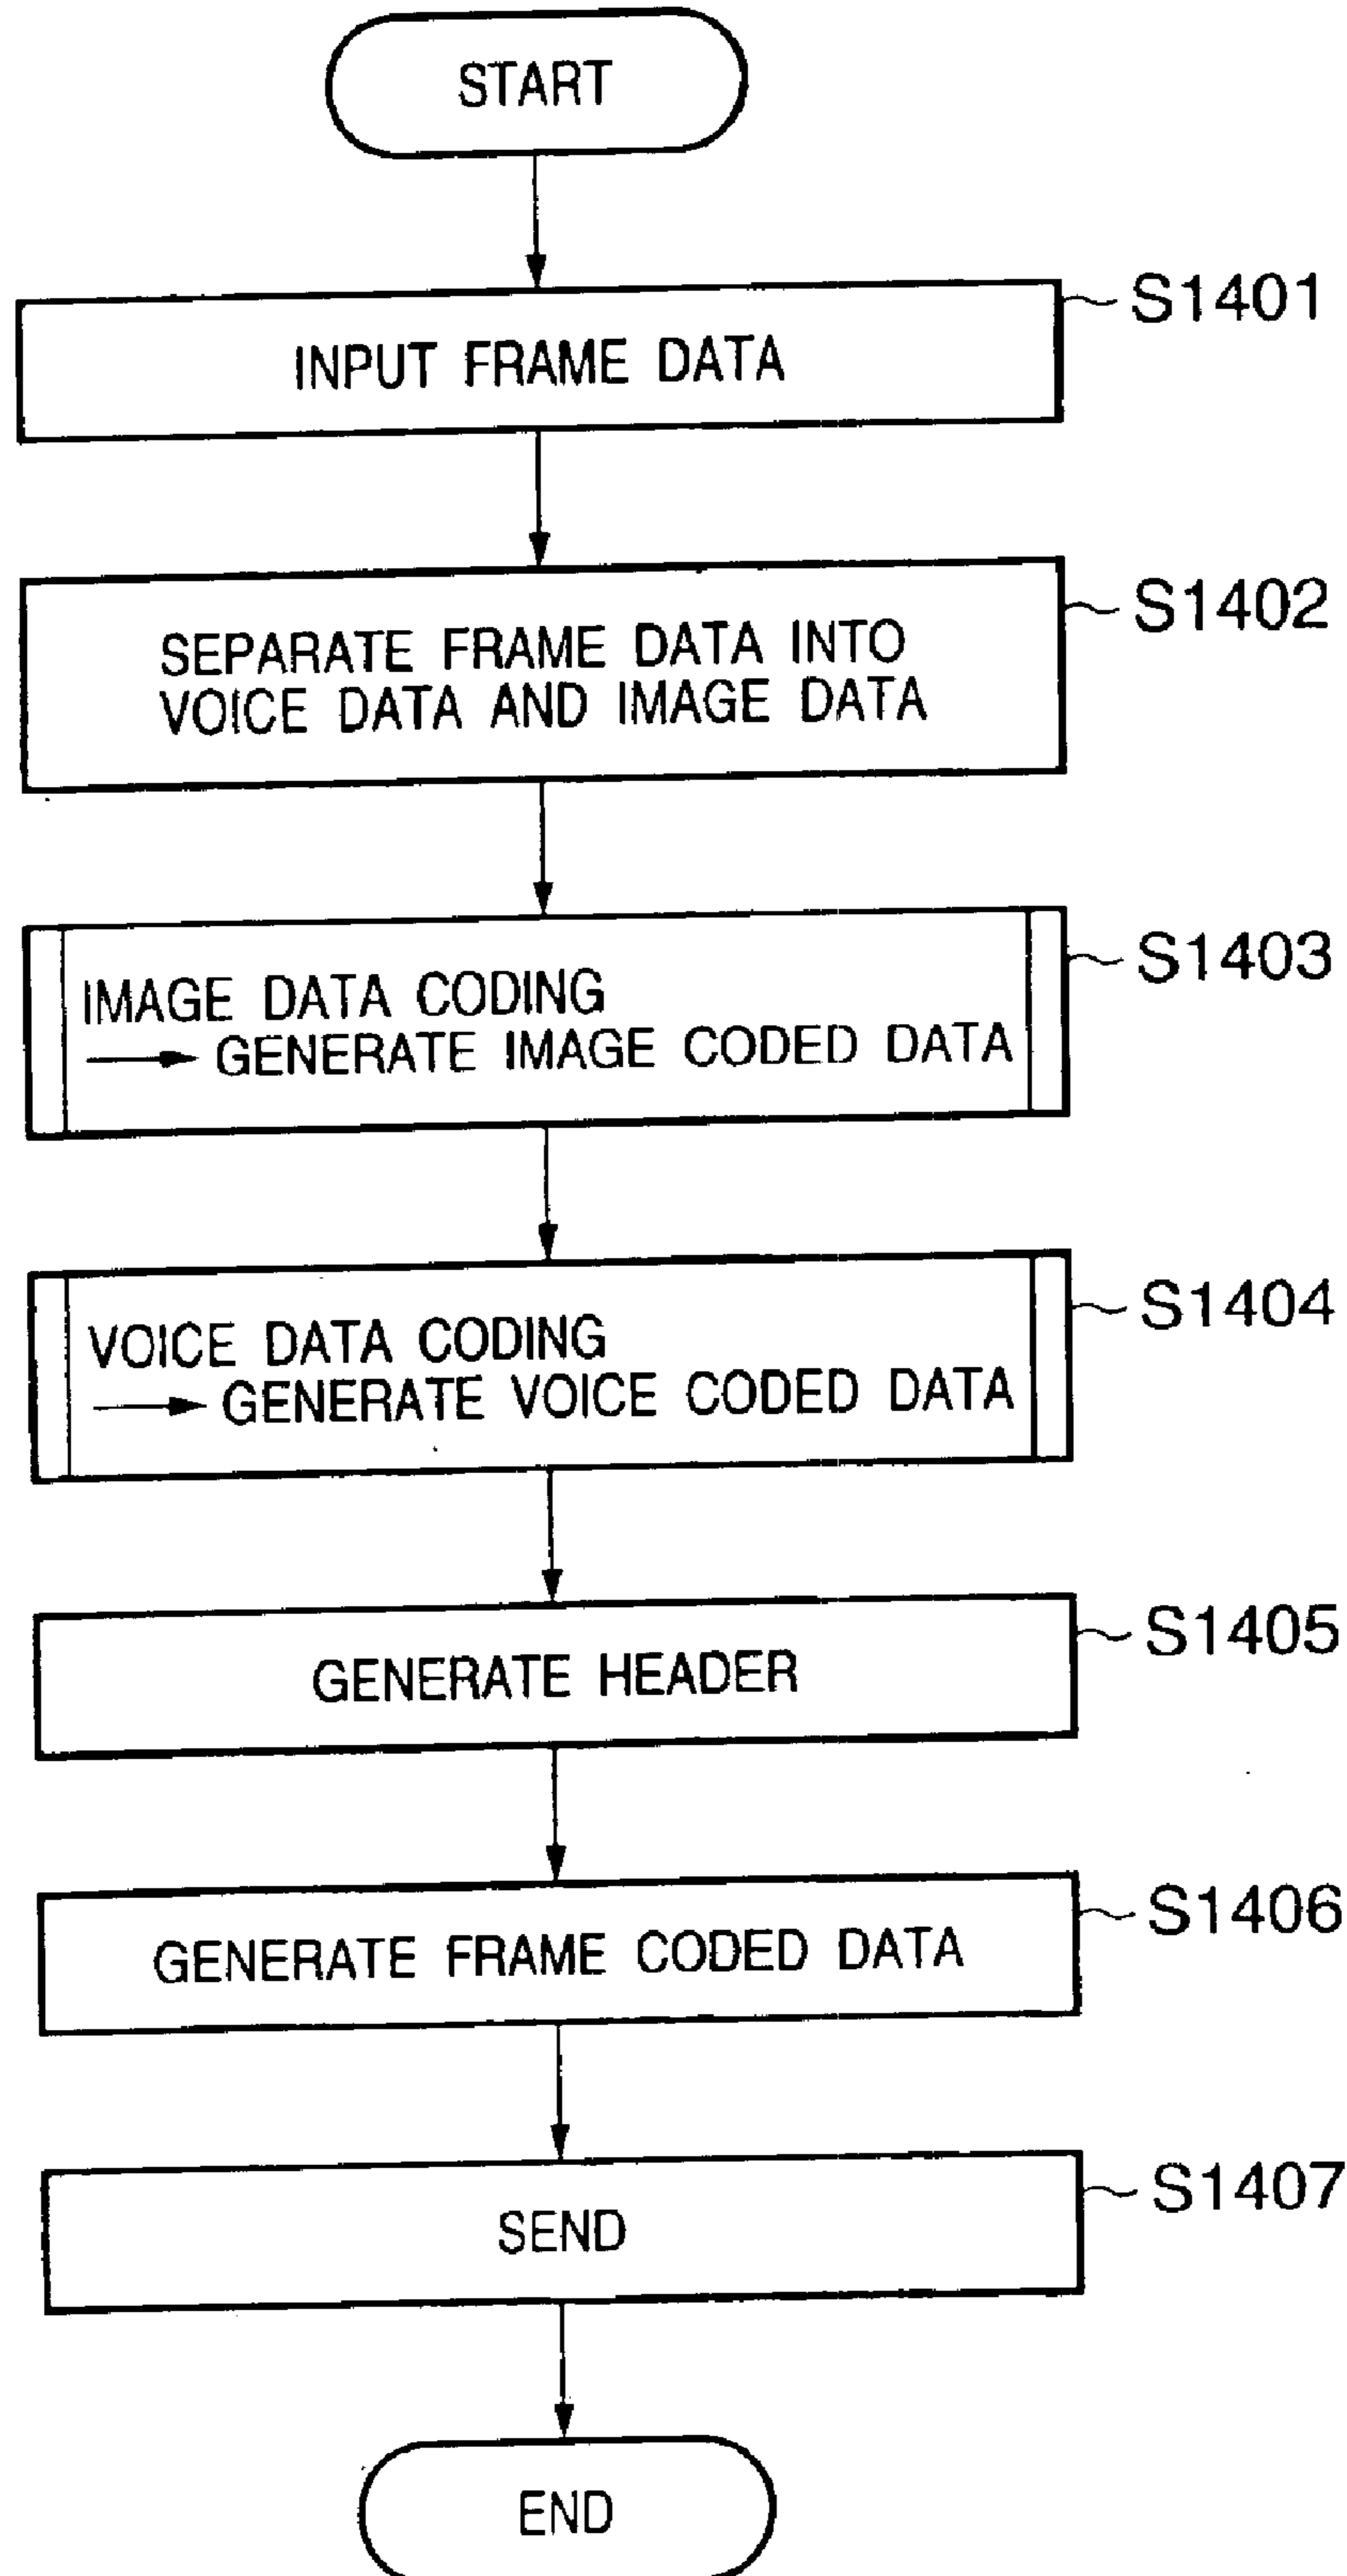 START
INPUT FRAME DATA
S1401
SEPARATE FRAME DATA INTO
VOICE DATA AND IMAGE DATA
S1402
IMAGE DATA CODING
→ GENERATE IMAGE CODED DATA
S1403
VOICE DATA CODING
→ GENERATE VOICE CODED DATA
S1404
GENERATE HEADER
S1405
GENERATE FRAME CODED DATA
S1406
SEND
S1407
END